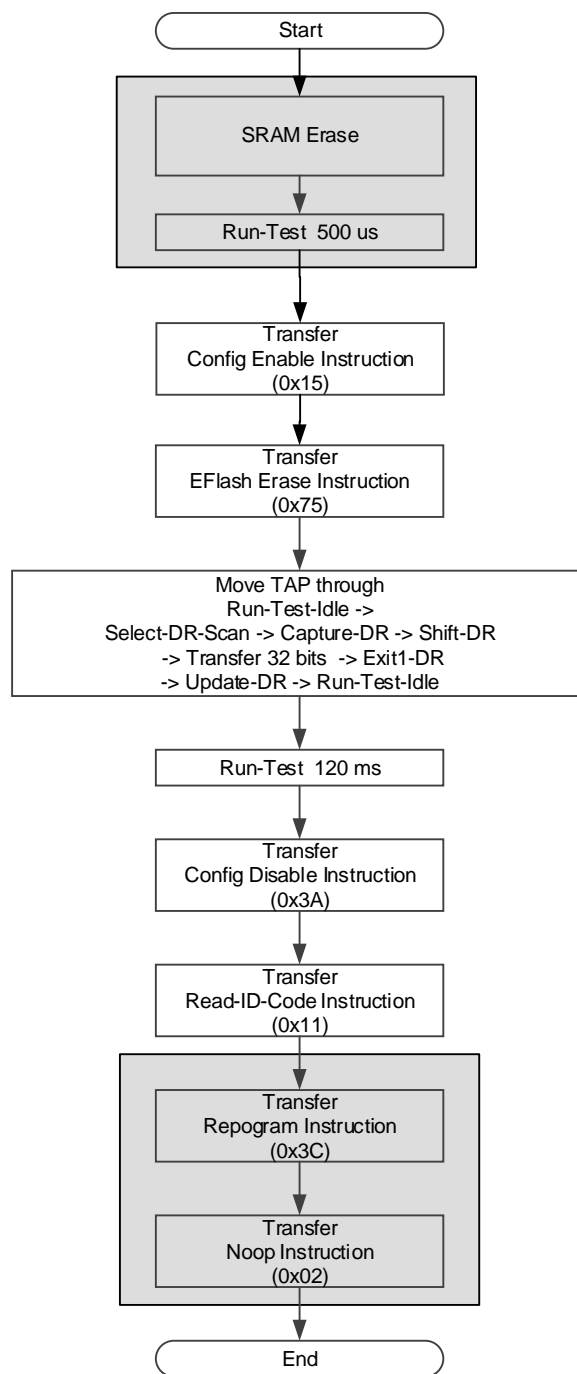 Start
SRAM Erase
Run-Test 500 us
Transfer
Config Enable Instruction
(0x15)
Transfer
EFlash Erase Instruction
(0x75)
Move TAP through
Run-Test-Idle ->
Select-DR-Scan -> Capture-DR -> Shift-DR
-> Transfer 32 bits -> Exit1-DR
-> Update-DR -> Run-Test-Idle
Run-Test 120 ms
Transfer
Config Disable Instruction
(0x3A)
Transfer
Read-ID-Code Instruction
(0x11)
Transfer
Repogram Instruction
(0x3C)
Transfer
Noop Instruction
(0x02)
End